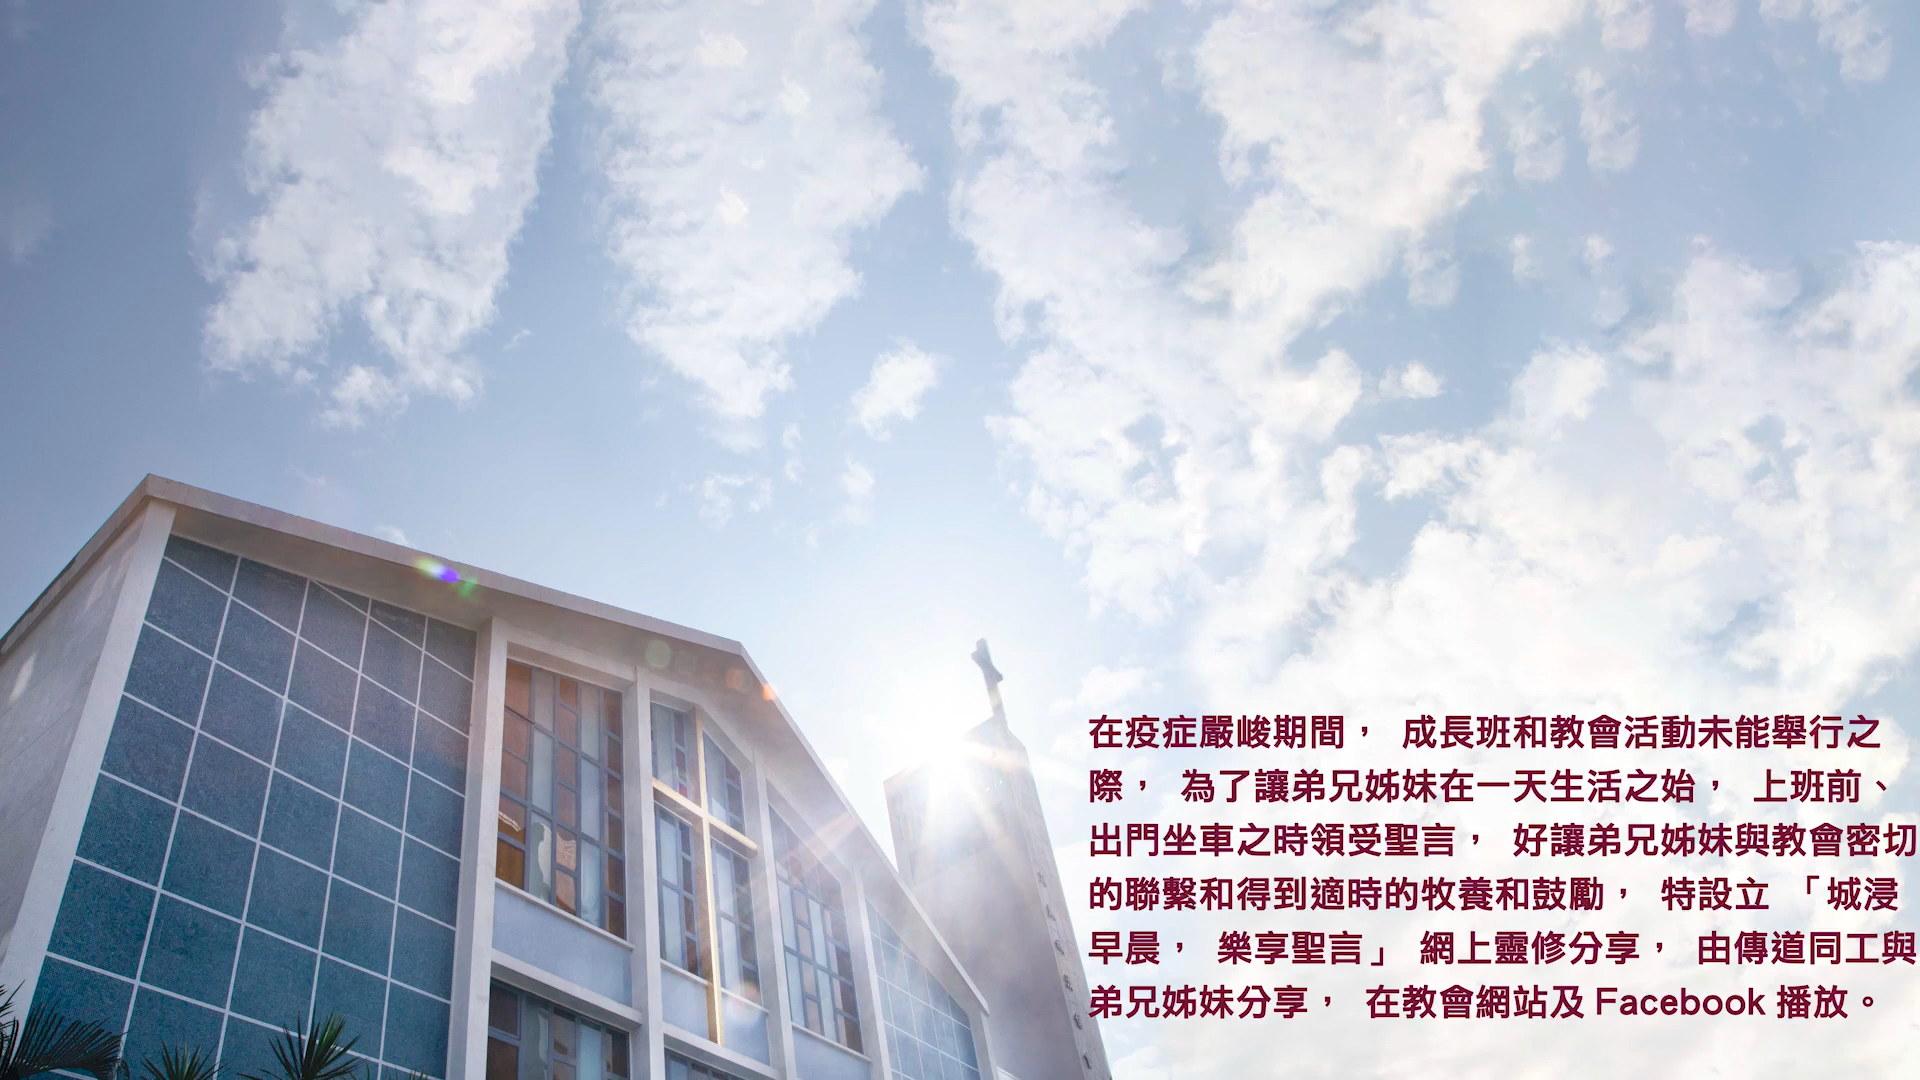 在疫症嚴峻期間， 成長班和教會活動未能舉行之
際， 為了讓弟兄姊妹在一天生活之始， 上班前、
出門坐車之時領受聖言， 好讓弟兄姊妹與教會密切
的聯繫和得到適時的牧養和鼓勵， 特設立 「城浸
早晨， 樂享聖言」 網上靈修分享， 由傳道同工與
弟兄姊妹分享， 在教會網站及 Facebook 播放。